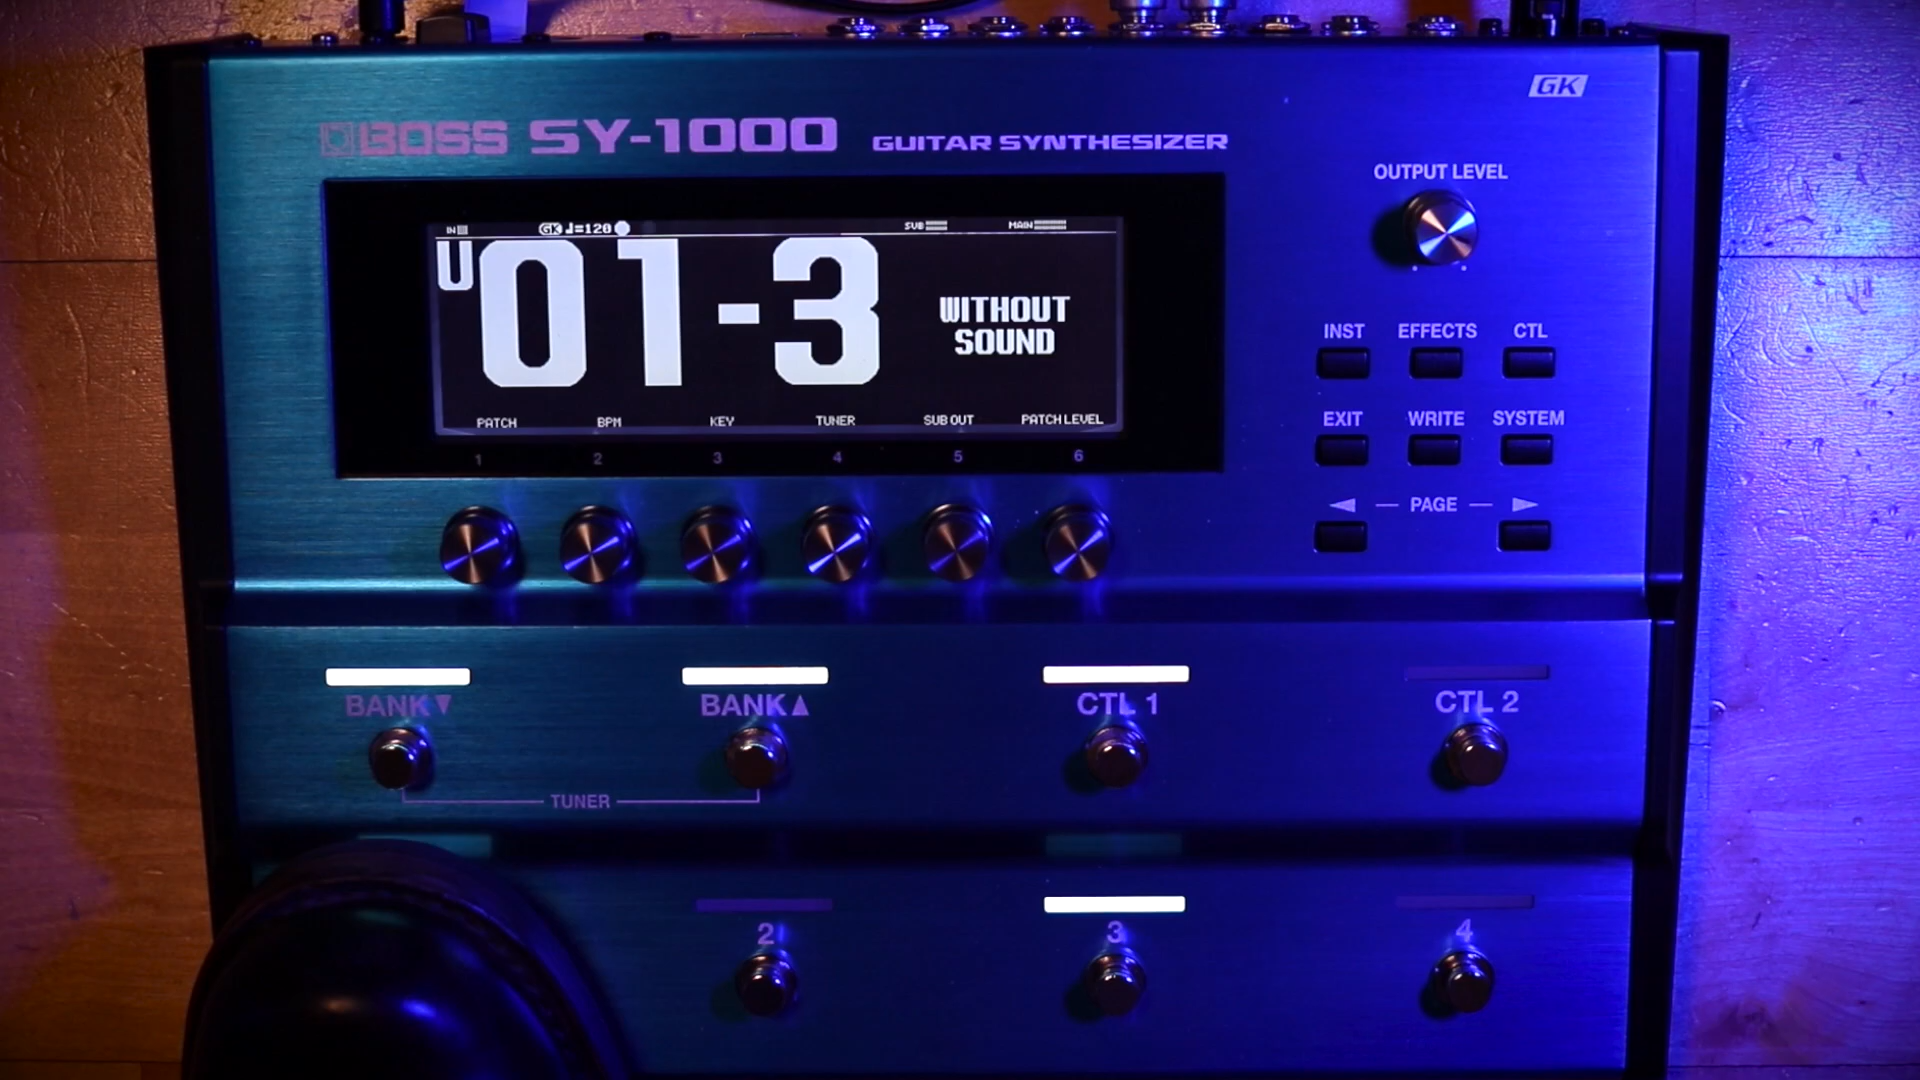 GK
BOSS SY-1000 GUITAR SYNTHESIZER
OUTPUT LEVEL
IN GK ♩=120 SUB MAIN
U01-3 WITHOUT
SOUND
PATCH BPM KEY TUNER SUB OUT PATCH LEVEL
1 2 3 4 5 6
INST EFFECTS CTL
EXIT WRITE SYSTEM
◀ — PAGE — ▶
BANK▼ BANK▲ CTL 1 CTL 2
TUNER
2 3 4